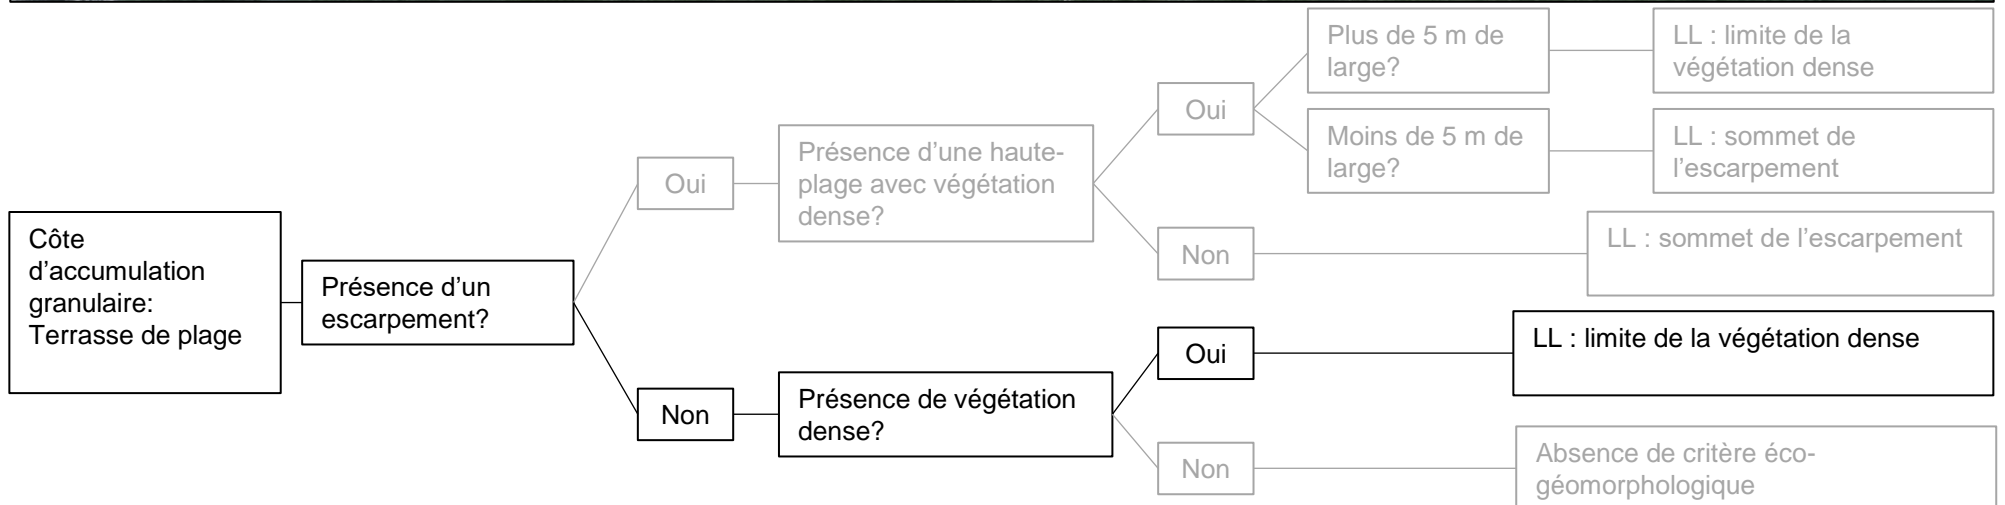 Côte
d'accumulation
granulaire:
Terrasse de plage
Présence d'un
escarpement?
Oui
Présence d'une haute-
plage avec végétation
dense?
Oui
Plus de 5 m de
large?
LL : limite de la
végétation dense
Moins de 5 m de
large?
LL : sommet de
l'escarpement
Non
LL : sommet de l'escarpement
Non
Présence de végétation
dense?
Oui
LL : limite de la végétation dense
Non
Absence de critère éco-
géomorphologique